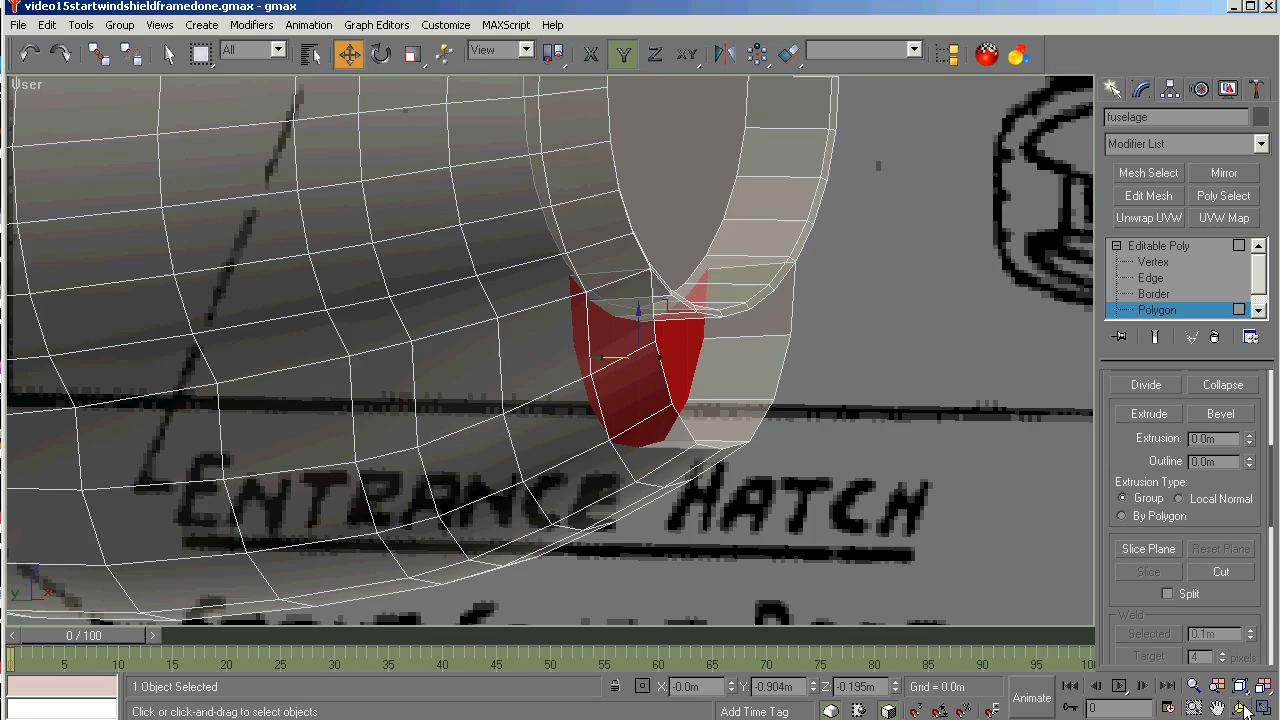 video15startwindshieldframedone.gmax - gmax
File Edit Tools Group Views Create Modifiers Animation Graph Editors Customize MAXScript Help
All View X Y Z XY
User
fuselage
Modifier List
Mesh Select Mirror
Edit Mesh Poly Select
Unwrap UVW UVW Map
Editable Poly
Vertex
Edge
Border
Polygon
Divide Collapse
Extrude Bevel
Extrusion: 0.0m
Outline 0.0m
Extrusion Type:
Group Local Normal
By Polygon
Slice Plane Reset Plane
Slice Cut
Split
Weld
Selected 0.1m
Target 4 pixels
ENTRANCE HATCH
y x
< 0 / 100 >
5 10 15 20 25 30 35 40 45 50 55 60 65 70 75 80 85 90 95 100
1 Object Selected X: -0.0m Y: -0.904m Z: -0.195m Grid = 0.0m Animate
Click or click-and-drag to select objects Add Time Tag 0